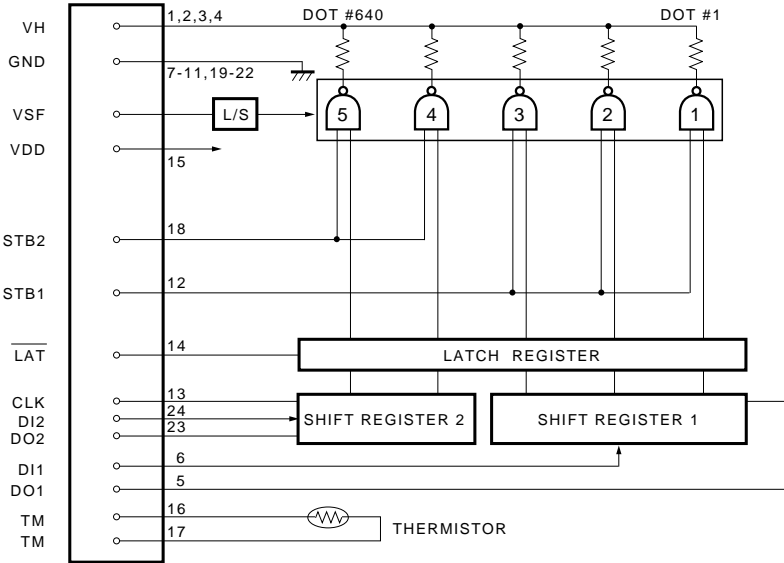 VH 1,2,3,4 DOT #640 DOT #1
GND 7-11,19-22
5 4 3 2 1
VSF L/S
VDD 15
STB2 18
STB1 12
LAT 14 LATCH REGISTER
CLK 13
DI2 24 SHIFT REGISTER 2 SHIFT REGISTER 1
DO2 23
DI1 6
DO1 5
TM 16 THERMISTOR
TM 17